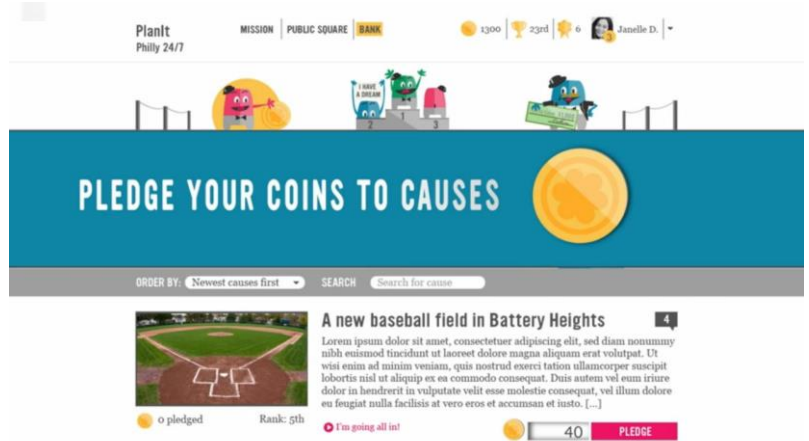 PlanIt
Philly 24/7
MISSION PUBLIC SQUARE BANK
1300 23rd 6 3 Janelle D.
I HAVE
A DREAM
2 1 3
PLEDGE YOUR COINS TO CAUSES
ORDER BY: Newest causes first SEARCH Search for cause
A new baseball field in Battery Heights 4
Lorem ipsum dolor sit amet, consectetuer adipiscing elit, sed diam nonummy
nibh euismod tincidunt ut laoreet dolore magna aliquam erat volutpat. Ut
wisi enim ad minim veniam, quis nostrud exerci tation ullamcorper suscipit
lobortis nisl ut aliquip ex ea commodo consequat. Duis autem vel eum iriure
dolor in hendrerit in vulputate velit esse molestie consequat, vel illum dolore
eu feugiat nulla facilisis at vero eros et accumsan et iusto. [...]
0 pledged Rank: 5th
I'm going all in! 40 PLEDGE